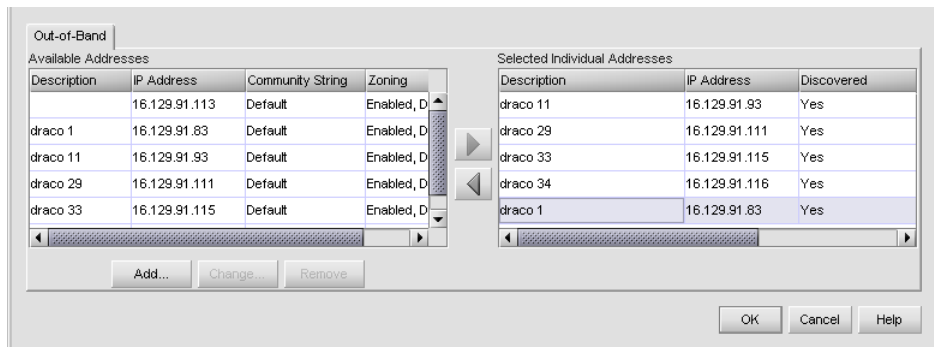 Out-of-Band
Available Addresses
Description IP Address Community String Zoning
16.129.91.113 Default Enabled, D
draco 1 16.129.91.83 Default Enabled, D
draco 11 16.129.91.93 Default Enabled, D
draco 29 16.129.91.111 Default Enabled, D
draco 33 16.129.91.115 Default Enabled, D
Add... Change... Remove
Selected Individual Addresses
Description IP Address Discovered
draco 11 16.129.91.93 Yes
draco 29 16.129.91.111 Yes
draco 33 16.129.91.115 Yes
draco 34 16.129.91.116 Yes
draco 1 16.129.91.83 Yes
OK Cancel Help